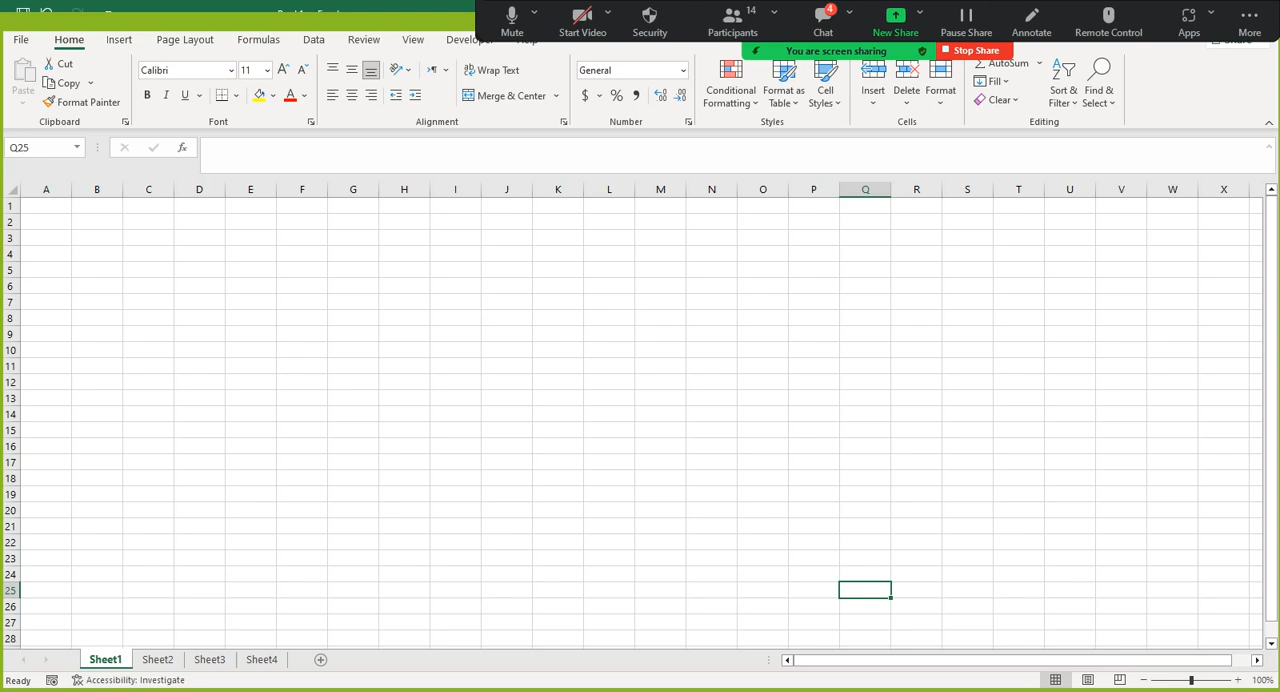 Mute Start Video Security Participants 14 Chat 4 New Share Pause Share Annotate Remote Control Apps More
You are screen sharing Stop Share
File Home Insert Page Layout Formulas Data Review View Help
Cut
Copy
Format Painter
Paste
Clipboard
Calibri 11
B I U
Font
Wrap Text
Merge & Center
Alignment
General
$ % ,
Number
Conditional Formatting
Format as Table
Cell Styles
Styles
Insert Delete Format
Cells
AutoSum
Fill
Clear
Sort & Filter
Find & Select
Editing
Q25
fx
A B C D E F G H I J K L M N O P Q R S T U V W X
1
2
3
4
5
6
7
8
9
10
11
12
13
14
15
16
17
18
19
20
21
22
23
24
25
26
27
28
Sheet1 Sheet2 Sheet3 Sheet4
Ready Accessibility: Investigate 100%